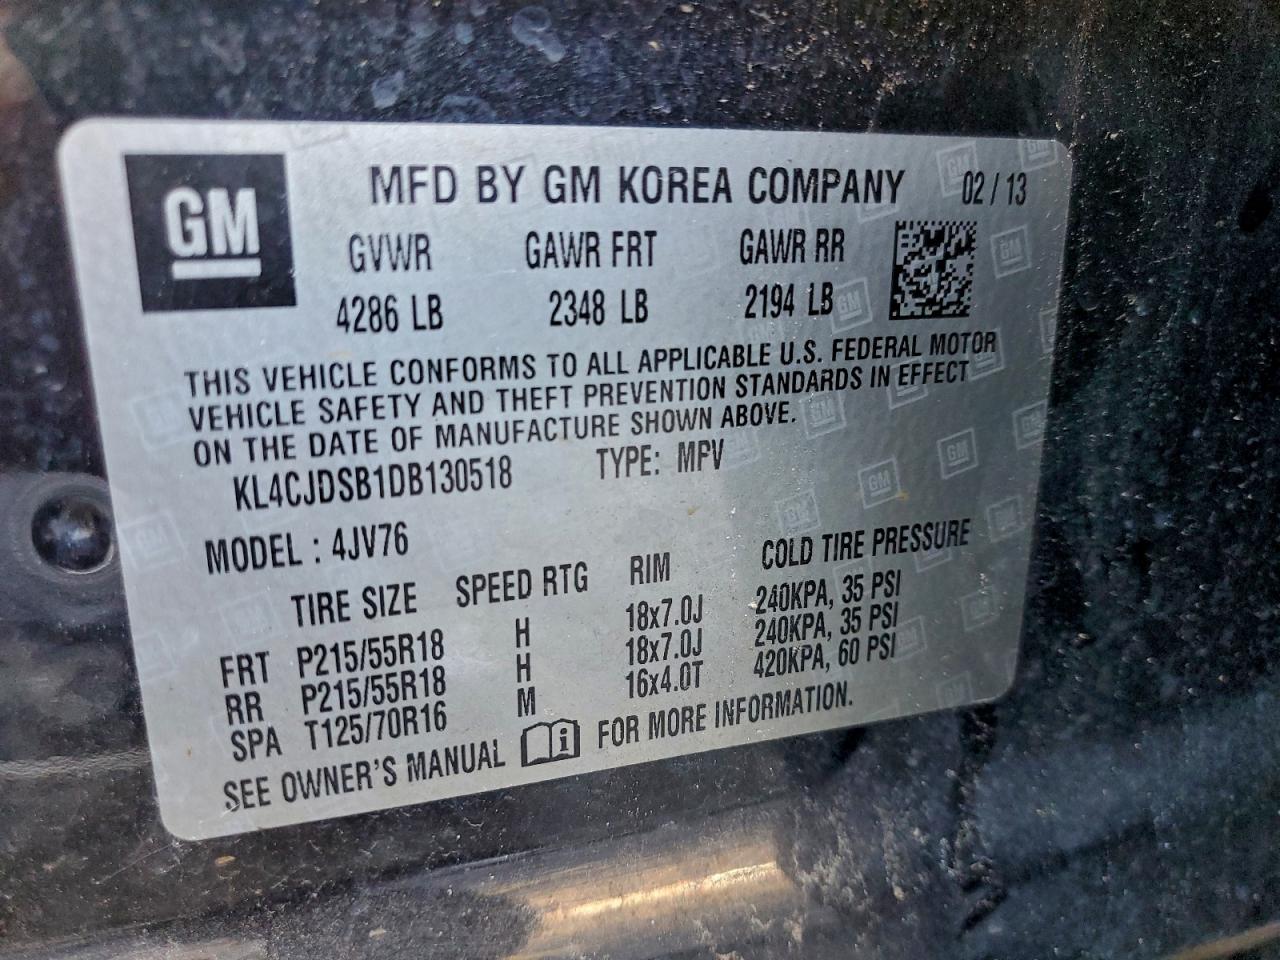 GM
MFD BY GM KOREA COMPANY 02 / 13
GVWR GAWR FRT GAWR RR
4286 LB 2348 LB 2194 LB
THIS VEHICLE CONFORMS TO ALL APPLICABLE U.S. FEDERAL MOTOR
VEHICLE SAFETY AND THEFT PREVENTION STANDARDS IN EFFECT
ON THE DATE OF MANUFACTURE SHOWN ABOVE.
KL4CJDSB1DB130518 TYPE: MPV
MODEL : 4JV76
TIRE SIZE SPEED RTG RIM COLD TIRE PRESSURE
FRT P215/55R18 H 18x7.0J 240KPA, 35 PSI
RR P215/55R18 H 18x7.0J 240KPA, 35 PSI
SPA T125/70R16 M 16x4.0T 420KPA, 60 PSI
SEE OWNER'S MANUAL i FOR MORE INFORMATION.